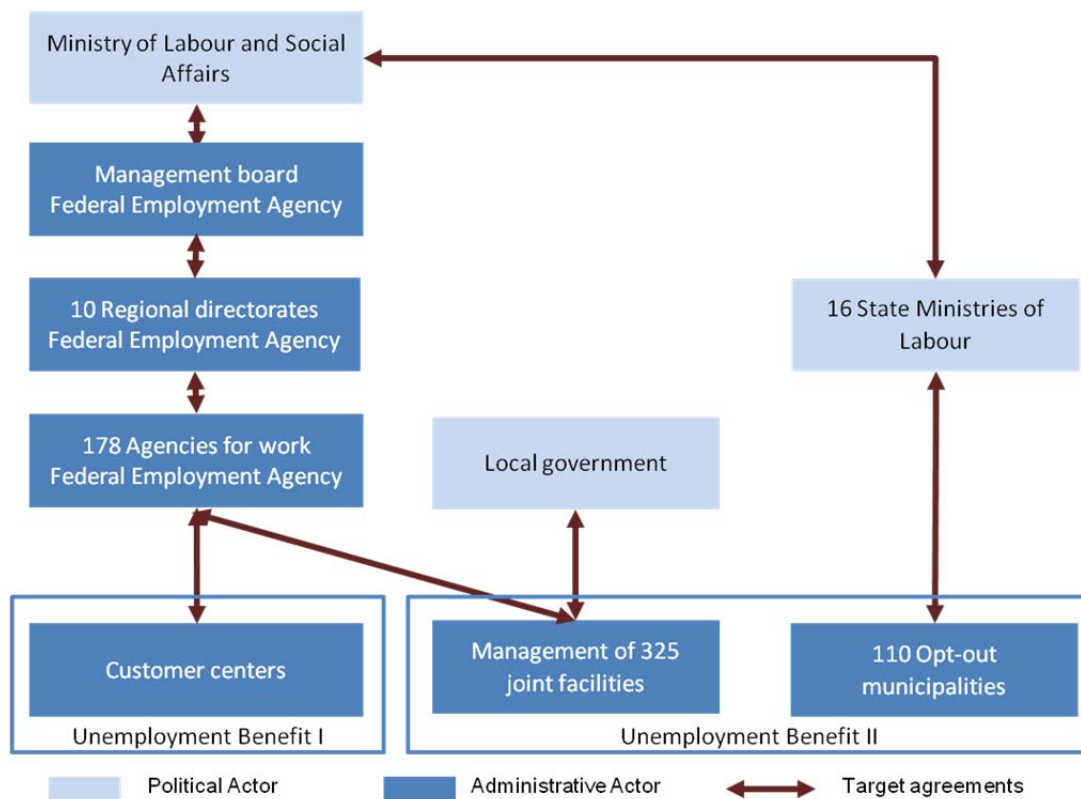 Ministry of Labour and Social
Affairs
Management board
Federal Employment Agency
10 Regional directorates
Federal Employment Agency
16 State Ministries of
Labour
178 Agencies for work
Federal Employment Agency
Local government
Customer centers
Management of 325
joint facilities
110 Opt-out
municipalities
Unemployment Benefit I
Unemployment Benefit II
Political Actor
Administrative Actor
Target agreements